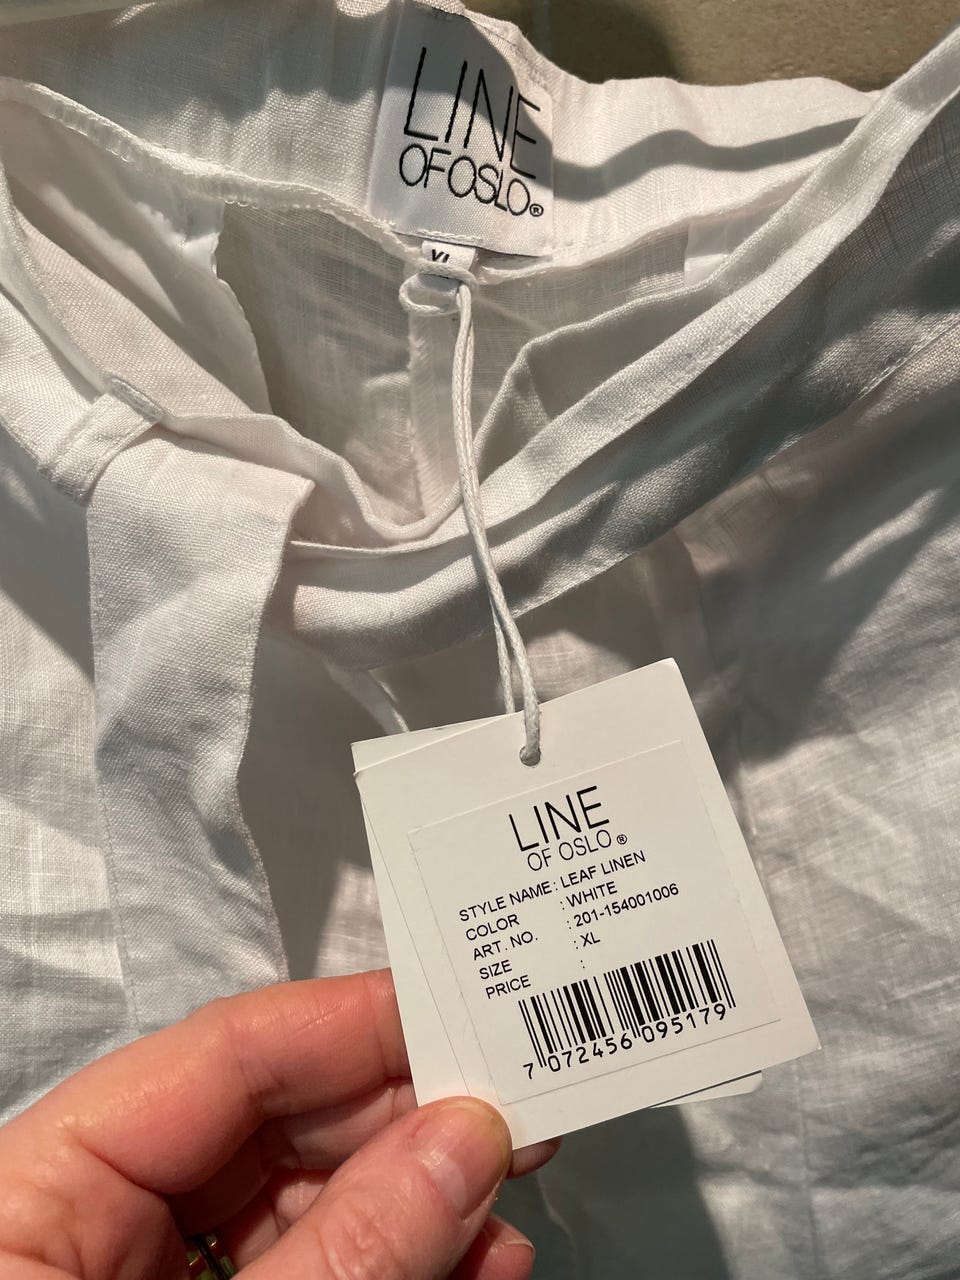 LINE
OF OSLO®
XL
LINE
OF OSLO ®
STYLE NAME : LEAF LINEN
COLOR : WHITE
ART. NO. : 201-154001006
SIZE : XL
PRICE :
7 072456 095179